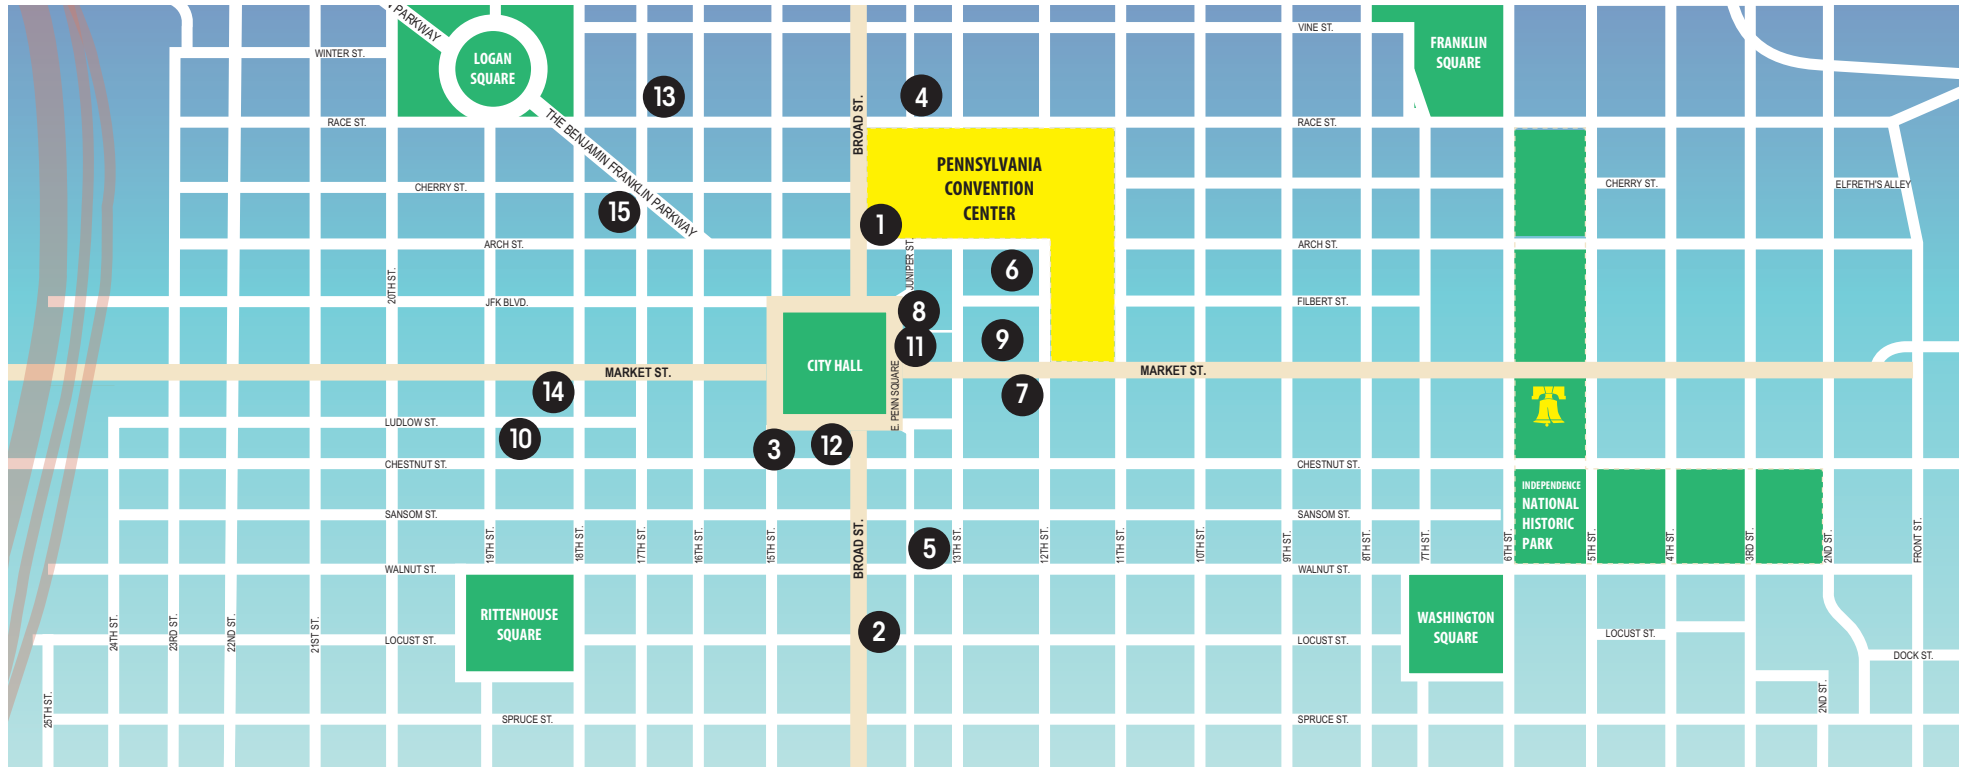 PARKWAY
LOGAN
SQUARE
VINE ST.
FRANKLIN
SQUARE
WINTER ST.
13
4
RACE ST.
THE BENJAMIN FRANKLIN PARKWAY
BROAD ST.
RACE ST.
PENNSYLVANIA
CONVENTION
CENTER
CHERRY ST.
CHERRY ST.
ELFRETH'S ALLEY
15
1
ARCH ST.
JUNIPER ST.
ARCH ST.
6
20TH ST.
JFK BLVD.
FILBERT ST.
8
11
9
CITY HALL
MARKET ST.
MARKET ST.
E. PENN SQUARE
14
7
LUDLOW ST.
10
3
12
CHESTNUT ST.
CHESTNUT ST.
INDEPENDENCE
NATIONAL
HISTORIC
PARK
SANSOM ST.
SANSOM ST.
19TH ST.
18TH ST.
17TH ST.
16TH ST.
15TH ST.
BROAD ST.
5
13TH ST.
12TH ST.
11TH ST.
10TH ST.
9TH ST.
8TH ST.
7TH ST.
6TH ST.
5TH ST.
4TH ST.
3RD ST.
2ND ST.
FRONT ST.
WALNUT ST.
WALNUT ST.
24TH ST.
23RD ST.
22ND ST.
21ST ST.
RITTENHOUSE
SQUARE
2
WASHINGTON
SQUARE
LOCUST ST.
LOCUST ST.
LOCUST ST.
DOCK ST.
25TH ST.
2ND ST.
SPRUCE ST.
SPRUCE ST.